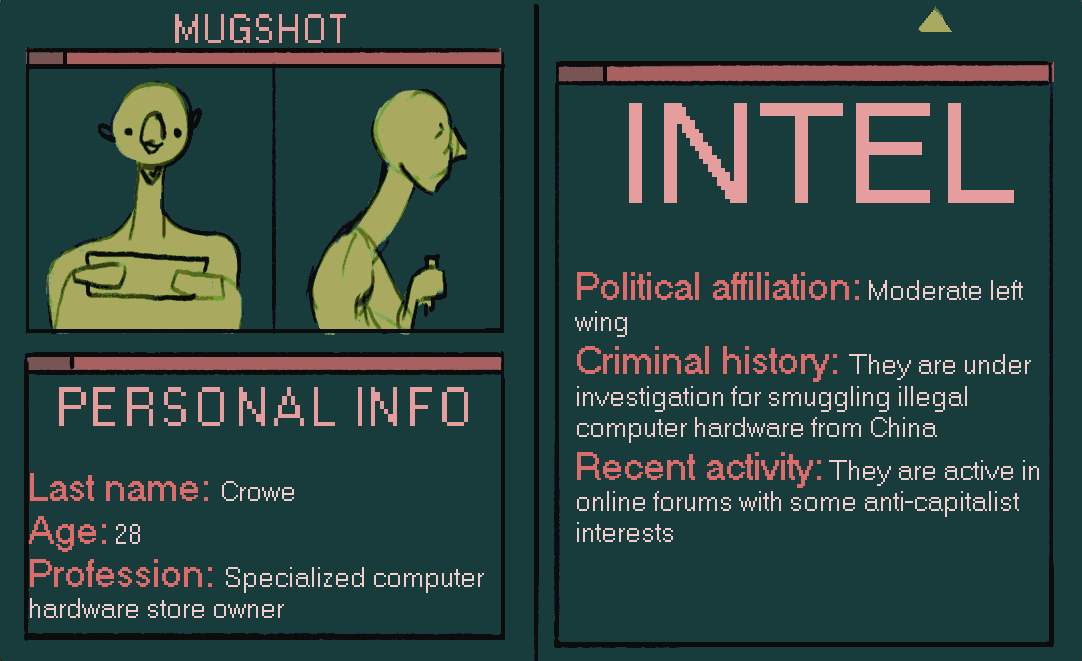 MUGSHOT
PERSONAL INFO
Last name: Crowe
Age: 28
Profession: Specialized computer
hardware store owner
INTEL
Political affiliation: Moderate left
wing
Criminal history: They are under
investigation for smuggling illegal
computer hardware from China
Recent activity: They are active in
online forums with some anti-capitalist
interests